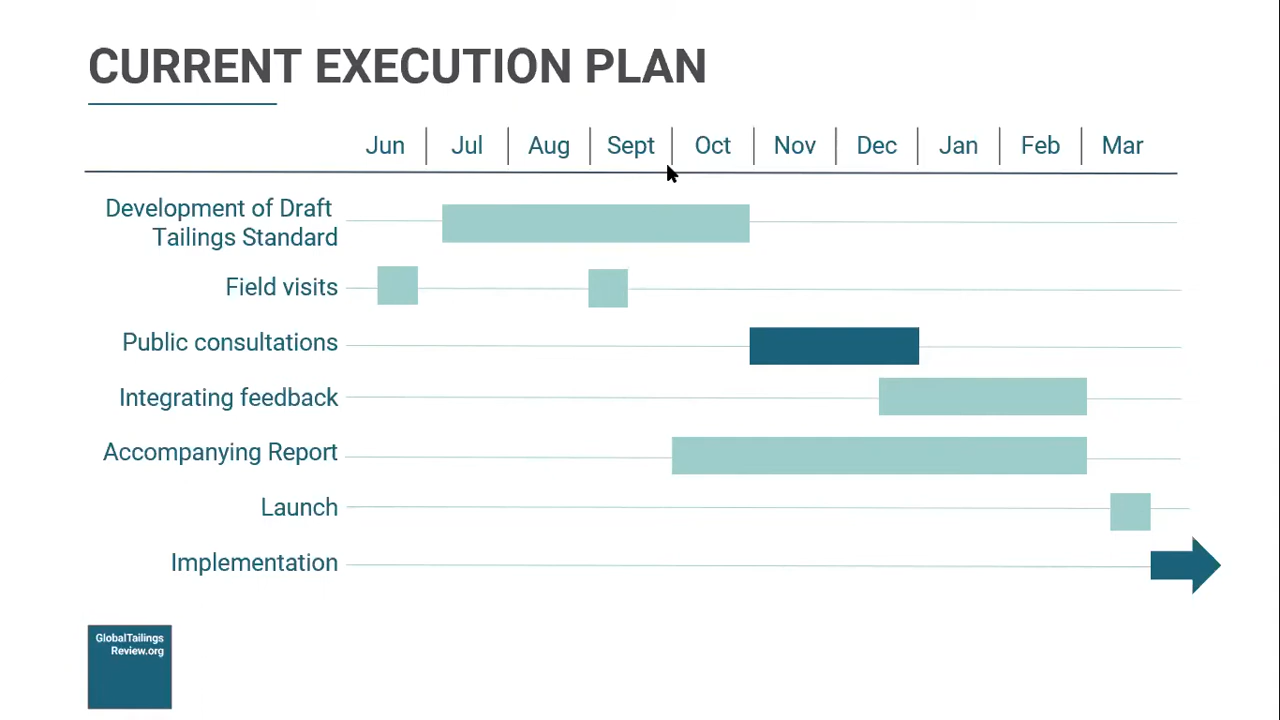 CURRENT EXECUTION PLAN
Jun Jul Aug Sept Oct Nov Dec Jan Feb Mar
Development of Draft
Tailings Standard
Field visits
Public consultations
Integrating feedback
Accompanying Report
Launch
Implementation
GlobalTailings
Review.org